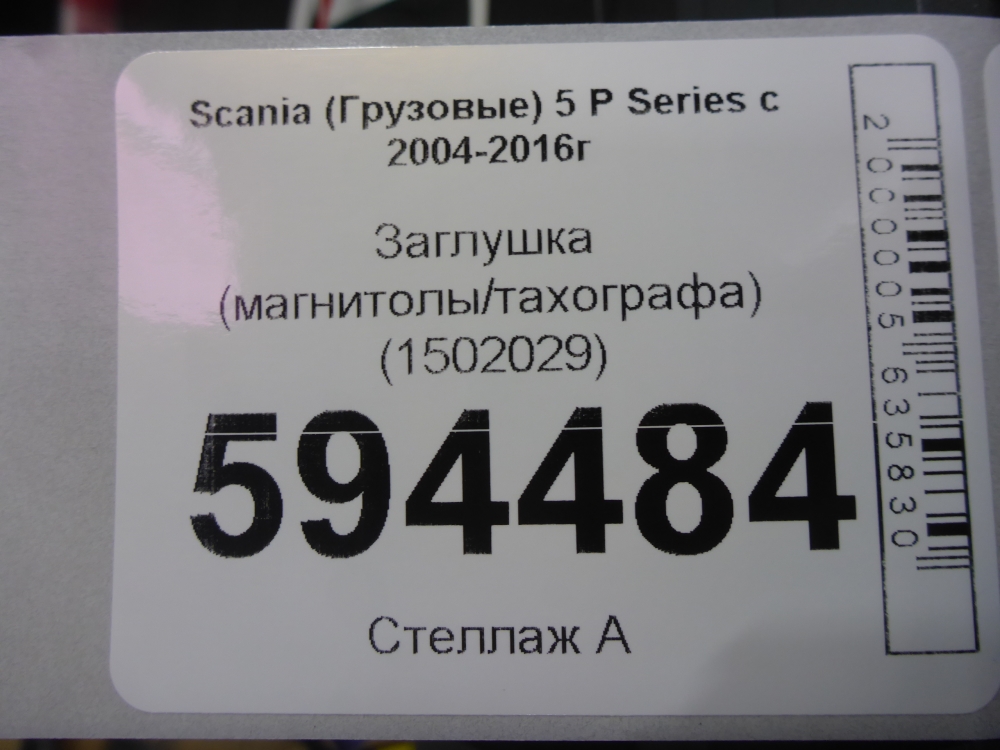 Scania (Грузовые) 5 P Series с
2004-2016г
Заглушка
(магнитолы/тахографа)
(1502029)
594484
Стеллаж А
2000005635830